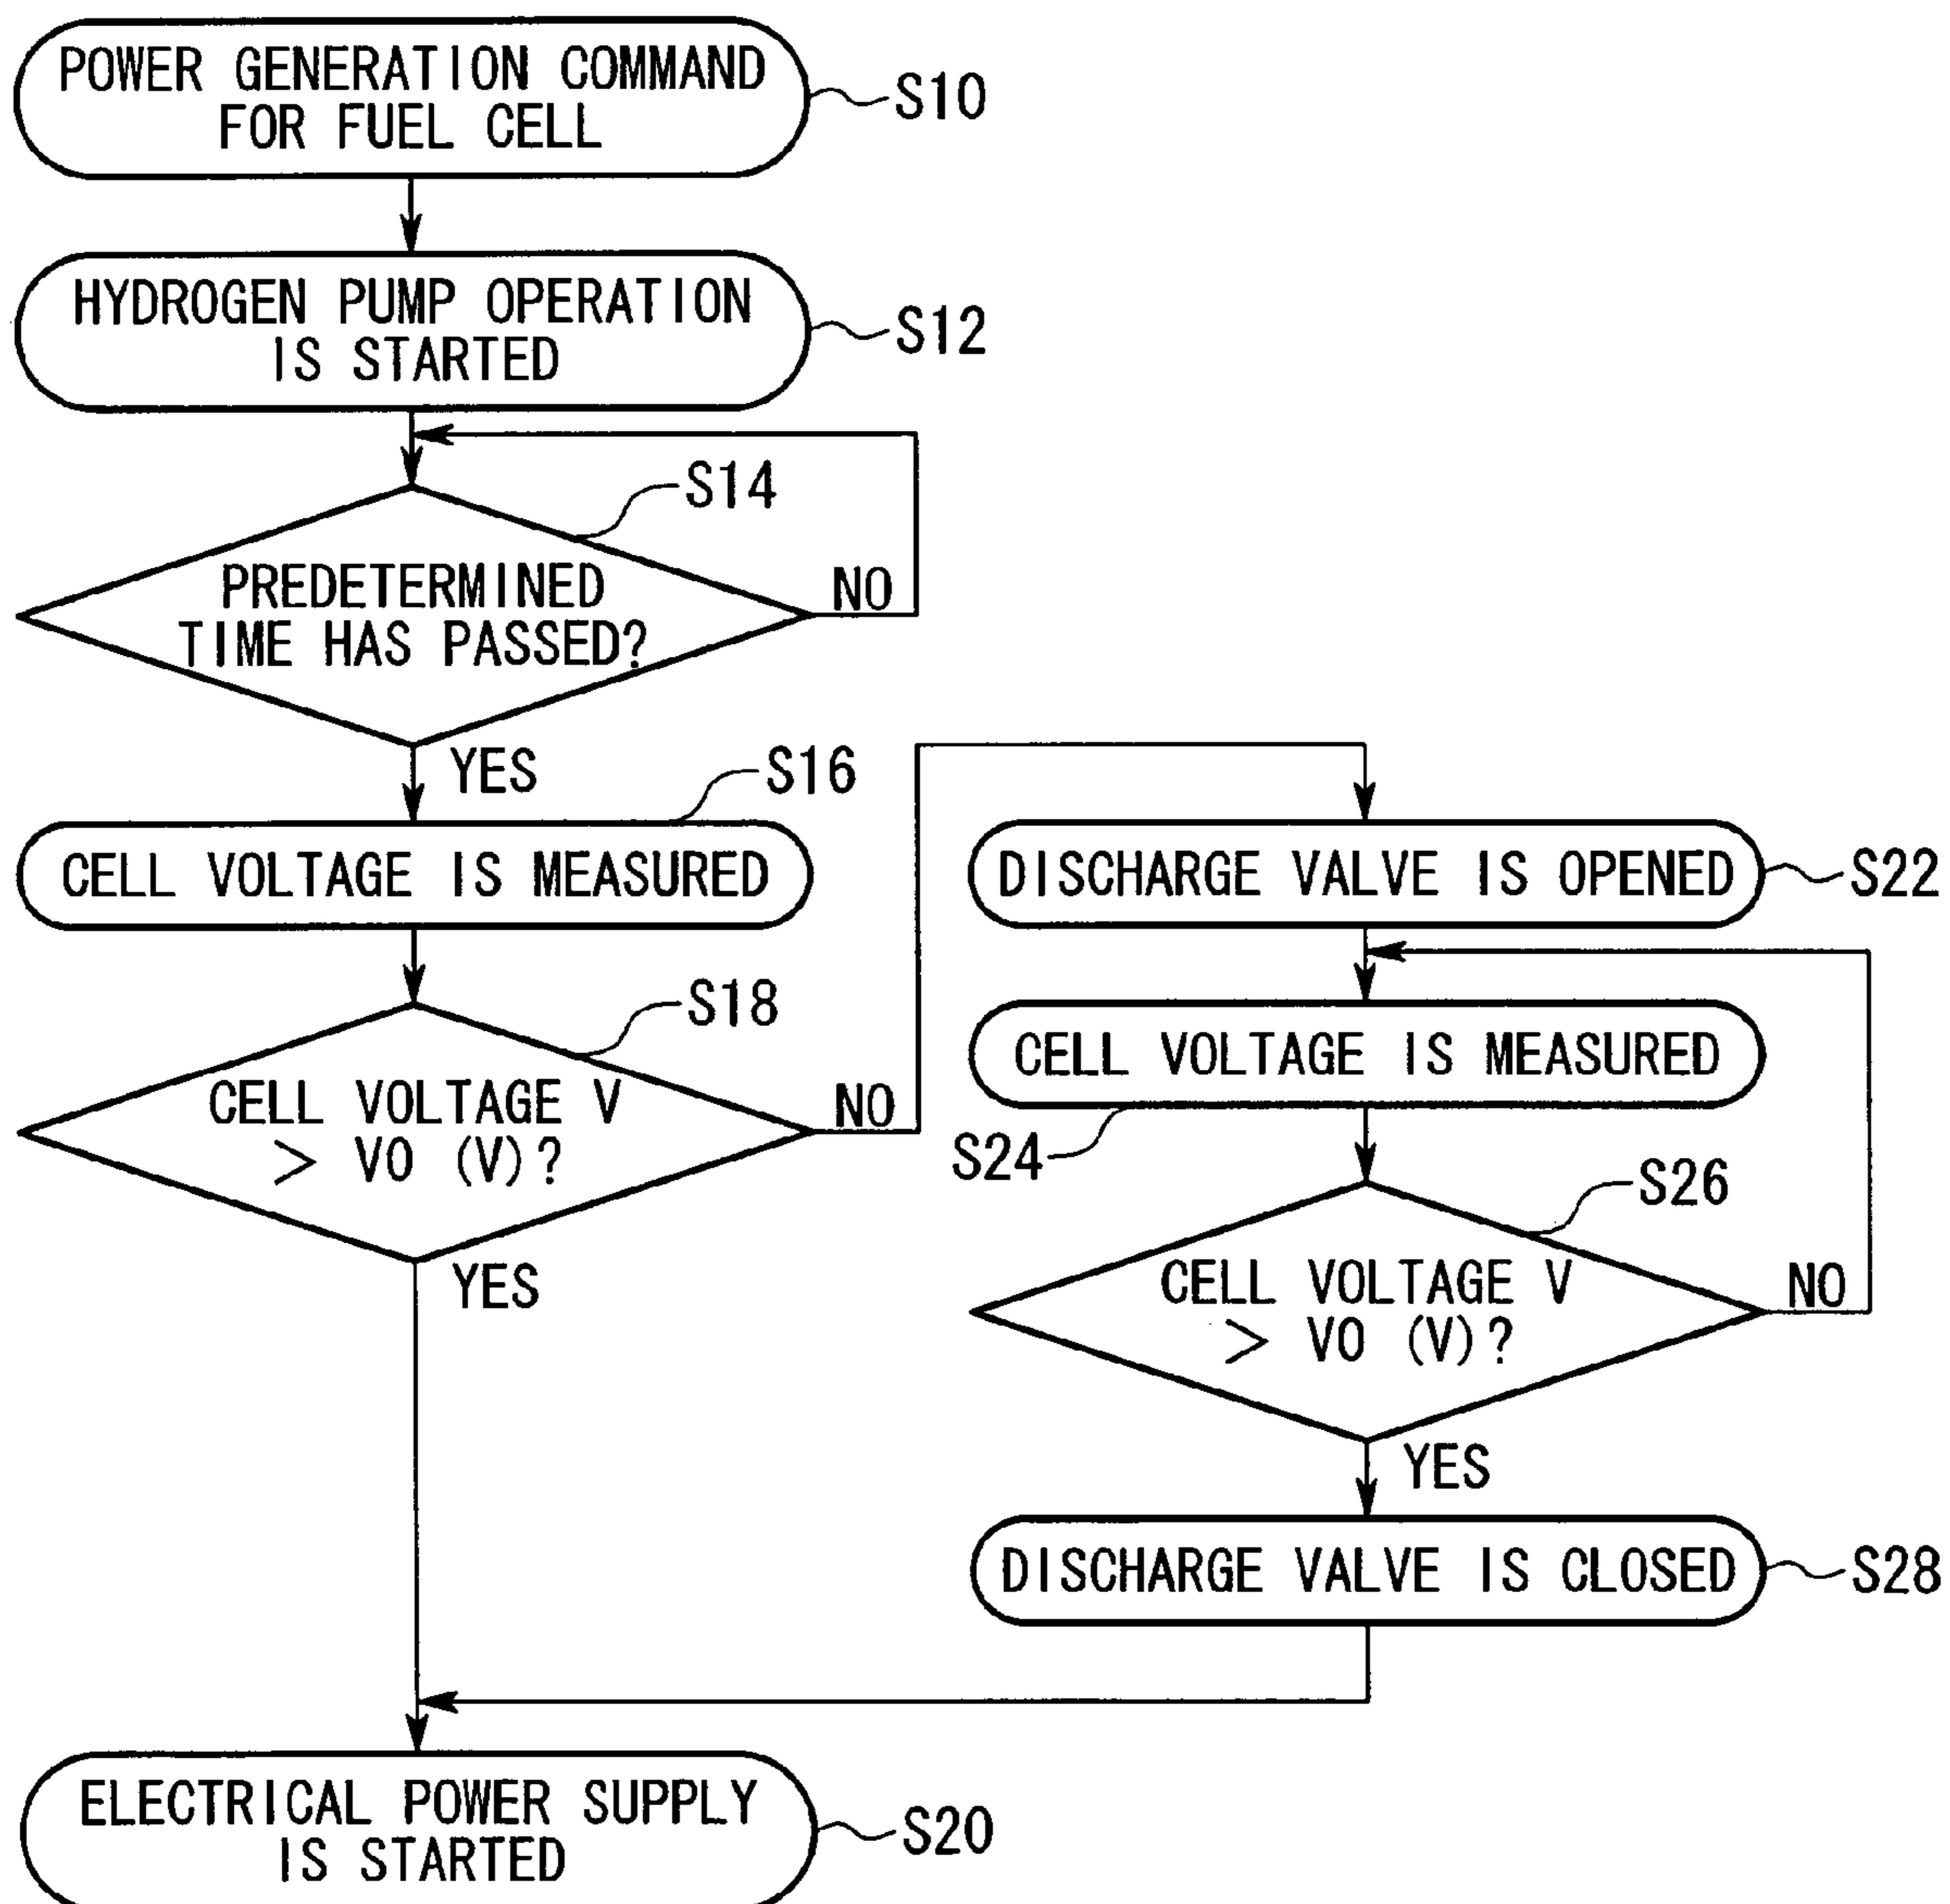 POWER GENERATION COMMAND
FOR FUEL CELL
S10
HYDROGEN PUMP OPERATION
IS STARTED
S12
S14
PREDETERMINED
TIME HAS PASSED?
NO
YES
S16
CELL VOLTAGE IS MEASURED
S18
CELL VOLTAGE V
> V0 (V)?
NO
YES
DISCHARGE VALVE IS OPENED
S22
CELL VOLTAGE IS MEASURED
S24
S26
CELL VOLTAGE V
> V0 (V)?
NO
YES
DISCHARGE VALVE IS CLOSED
S28
ELECTRICAL POWER SUPPLY
IS STARTED
S20